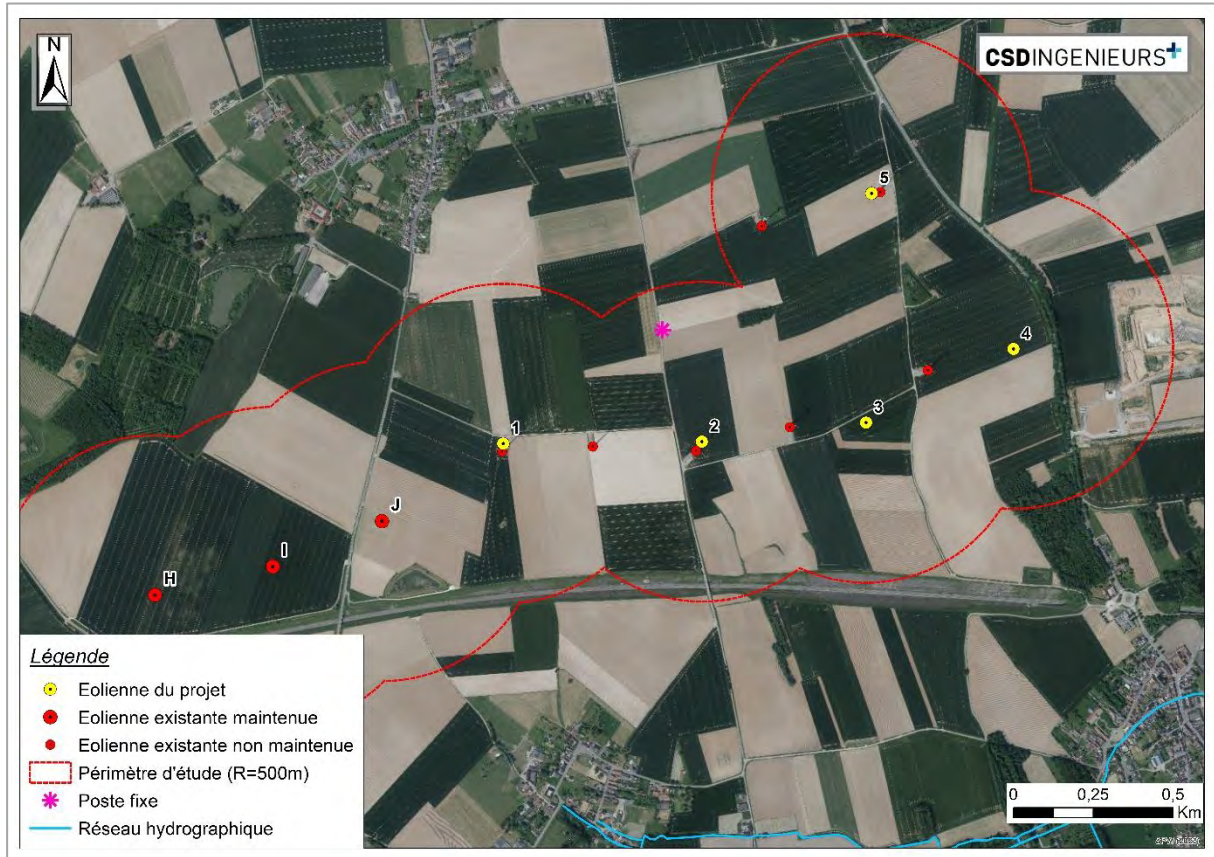 N
CSDINGENIEURS+
5
4
3
1
2
J
I
H
Légende
Eolienne du projet
Eolienne existante maintenue
Eolienne existante non maintenue
Périmètre d'étude (R=500m)
Poste fixe
Réseau hydrographique
0 0,25 0,5
Km